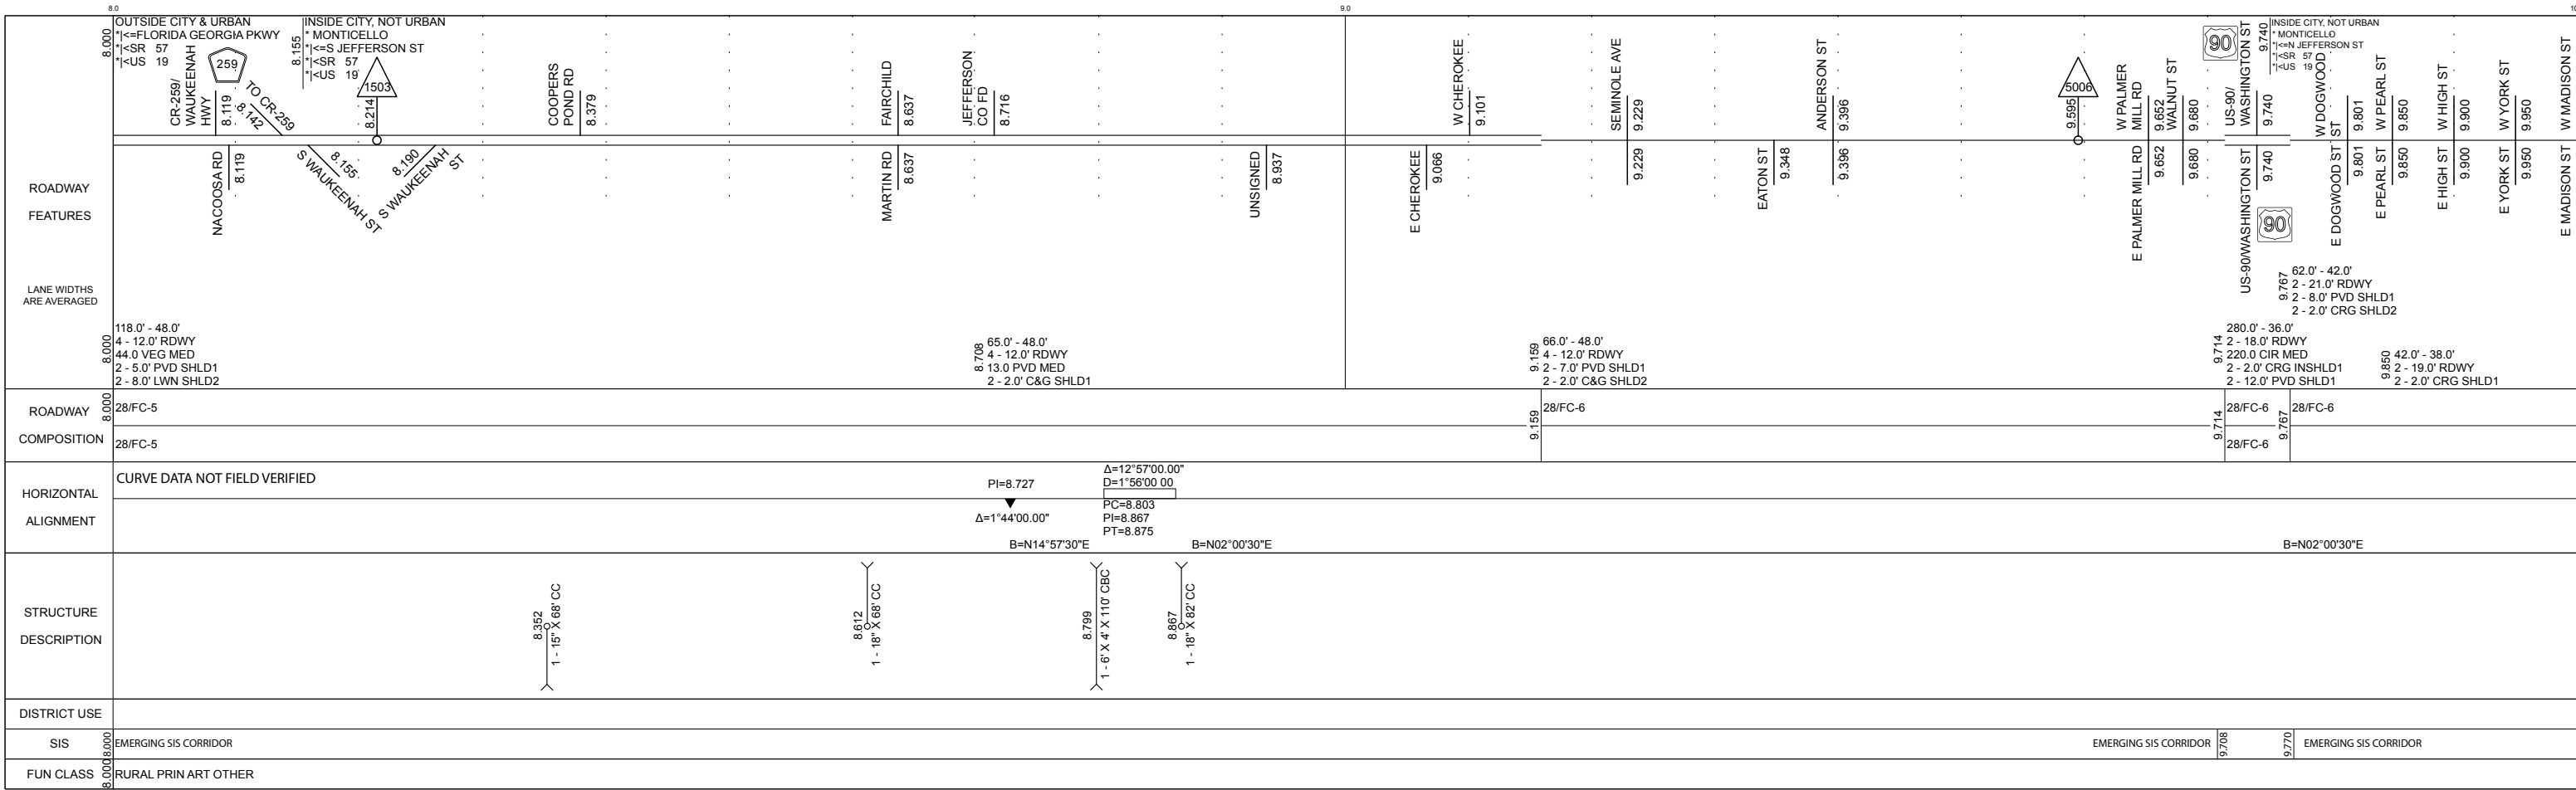 8.0
9.0
10
8.000
OUTSIDE CITY & URBAN
*|<=FLORIDA GEORGIA PKWY
*|<SR 57
*|<US 19
8.155
INSIDE CITY, NOT URBAN
* MONTICELLO
*|<=S JEFFERSON ST
*|<SR 57
*|<US 19
259
CR-259/
WAUKEENAH
HWY
8.119
TO CR-259
8.142
1503
8.214
COOPERS
POND RD
8.379
FAIRCHILD
8.637
JEFFERSON
CO FD
8.716
W CHEROKEE
9.101
SEMINOLE AVE
9.229
ANDERSON ST
9.396
5006
9.595
W PALMER
MILL RD
9.652
WALNUT ST
9.680
90
US-90/
WASHINGTON ST
9.740
9.740
INSIDE CITY, NOT URBAN
* MONTICELLO
*|<=N JEFFERSON ST
*|<SR 57
*|<US 19
W DOGWOOD
ST
9.801
W PEARL ST
9.850
W HIGH ST
9.900
W YORK ST
9.950
W MADISON ST
ROADWAY
FEATURES
NACOOSA RD
8.119
8.155
S WAUKEENAH ST
8.190
S WAUKEENAH
ST
MARTIN RD
8.637
UNSIGNED
8.937
E CHEROKEE
9.066
9.229
EATON ST
9.348
9.396
E PALMER MILL RD
9.652
9.680
US-90/WASHINGTON ST
9.740
90
E DOGWOOD ST
9.801
E PEARL ST
9.850
E HIGH ST
9.900
E YORK ST
9.950
E MADISON ST
LANE WIDTHS
ARE AVERAGED
8.000
118.0' - 48.0'
4 - 12.0' RDWY
44.0 VEG MED
2 - 5.0' PVD SHLD1
2 - 8.0' LWN SHLD2
8.708
65.0' - 48.0'
4 - 12.0' RDWY
13.0 PVD MED
2 - 2.0' C&G SHLD1
9.159
66.0' - 48.0'
4 - 12.0' RDWY
2 - 7.0' PVD SHLD1
2 - 2.0' C&G SHLD2
9.714
280.0' - 36.0'
2 - 18.0' RDWY
220.0 CIR MED
2 - 2.0' CRG INSHLD1
2 - 12.0' PVD SHLD1
9.767
62.0' - 42.0'
2 - 21.0' RDWY
2 - 8.0' PVD SHLD1
2 - 2.0' CRG SHLD2
9.850
42.0' - 38.0'
2 - 19.0' RDWY
2 - 2.0' CRG SHLD1
ROADWAY
COMPOSITION
8.000
28/FC-5
28/FC-5
9.159
28/FC-6
9.714
28/FC-6
28/FC-6
9.767
28/FC-6
HORIZONTAL
ALIGNMENT
CURVE DATA NOT FIELD VERIFIED
PI=8.727
Δ=1°44'00.00"
B=N14°57'30"E
Δ=12°57'00.00"
D=1°56'00 00
PC=8.803
PI=8.867
PT=8.875
B=N02°00'30"E
B=N02°00'30"E
STRUCTURE
DESCRIPTION
8.352
1 - 15" X 68' CC
8.612
1 - 18" X 68' CC
8.799
1 - 6' X 4' X 110' CBC
8.867
1 - 18" X 82' CC
DISTRICT USE
SIS
8.000
EMERGING SIS CORRIDOR
EMERGING SIS CORRIDOR
9.708
9.770
EMERGING SIS CORRIDOR
FUN CLASS
8.000
RURAL PRIN ART OTHER